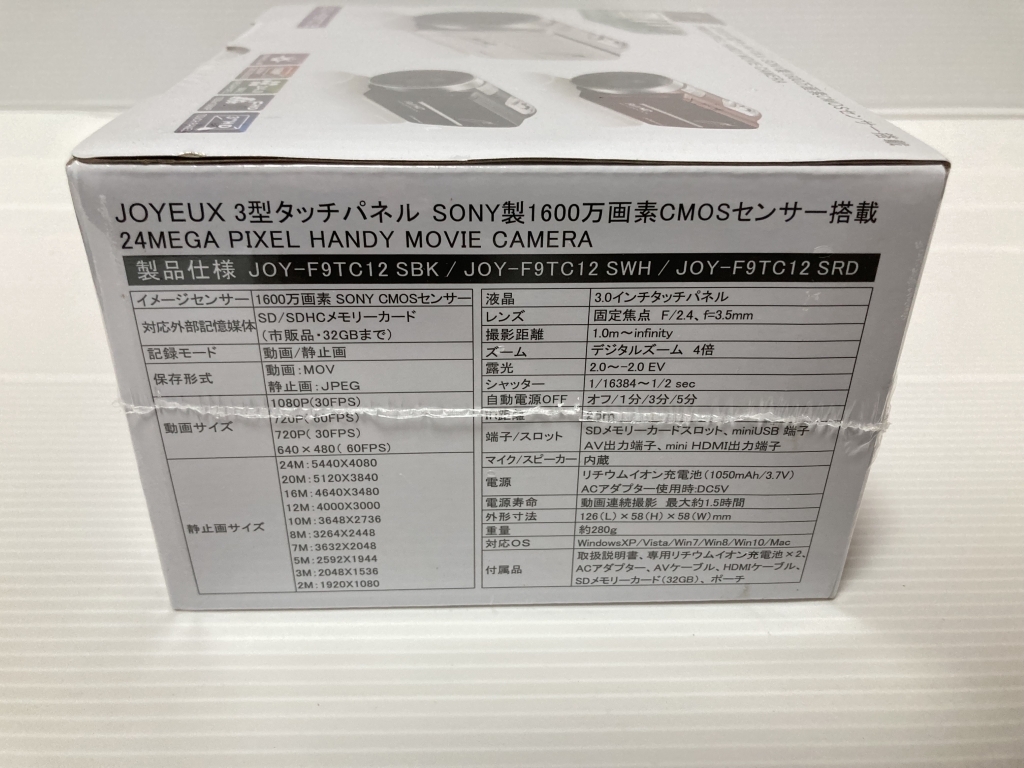 JOYEUX 3型タッチパネル SONY製1600万画素CMOSセンサー搭載
24MEGA PIXEL HANDY MOVIE CAMERA
製品仕様 JOY-F9TC12 SBK / JOY-F9TC12 SWH / JOY-F9TC12 SRD
イメージセンサー 1600万画素 SONY CMOSセンサー
対応外部記憶媒体 SD/SDHCメモリーカード
(市販品・32GBまで)
記録モード 動画/静止画
保存形式 動画:MOV
静止画:JPEG
動画サイズ 1080P(30FPS)
720P(60FPS)
720P(30FPS)
640×480(60FPS)
静止画サイズ 24M:5440X4080
20M:5120X3840
16M:4640X3480
12M:4000X3000
10M:3648X2736
8M:3264X2448
7M:3632X2048
5M:2592X1944
3M:2048X1536
2M:1920X1080
液晶 3.0インチタッチパネル
レンズ 固定焦点 F/2.4、f=3.5mm
撮影距離 1.0m~infinity
ズーム デジタルズーム 4倍
露光 2.0~-2.0 EV
シャッター 1/16384~1/2 sec
自動電源OFF オフ/1分/3分/5分
IR距離
端子/スロット SDメモリーカードスロット、miniUSB 端子
AV出力端子、mini HDMI出力端子
マイク/スピーカー 内蔵
電源 リチウムイオン充電池(1050mAh/3.7V)
ACアダプター使用時:DC5V
電源寿命 動画連続撮影 最大約1.5時間
外形寸法 126(L)×58(H)×58(W)mm
重量 約280g
対応OS WindowsXP/Vista/Win7/Win8/Win10/Mac
付属品 取扱説明書、専用リチウムイオン充電池×2、
ACアダプター、AVケーブル、HDMIケーブル、
SDメモリーカード(32GB)、ポーチ